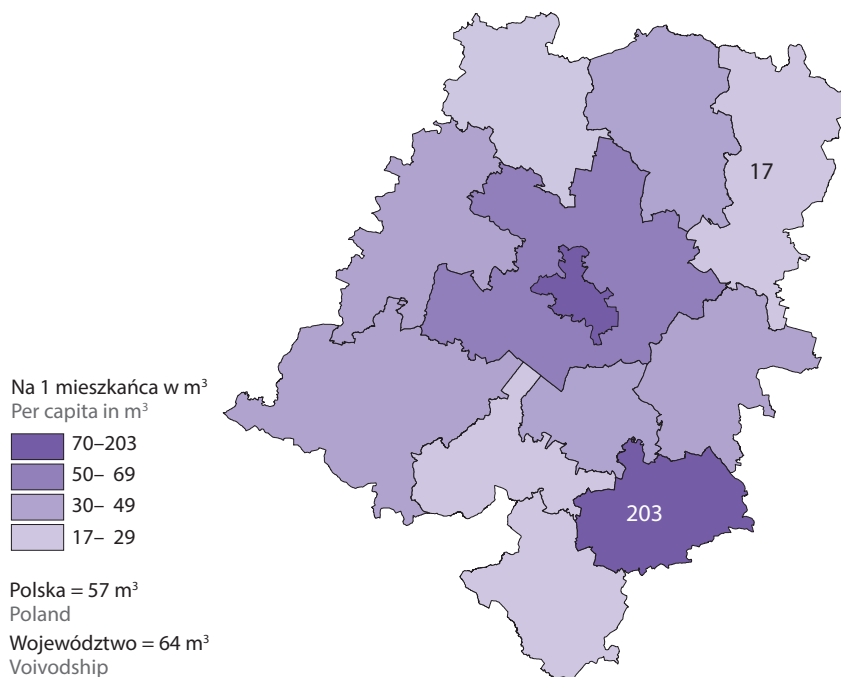 17
Na 1 mieszkańca w m³
Per capita in m³
70–203
50– 69
30– 49
17– 29
203
Polska = 57 m³
Poland
Województwo = 64 m³
Voivodship